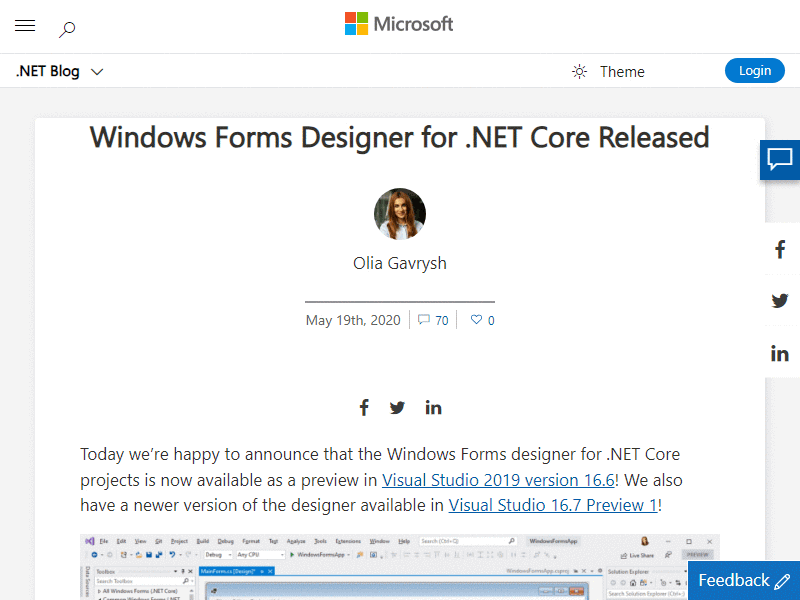 Microsoft
.NET Blog
Theme
Login
Windows Forms Designer for .NET Core Released
Olia Gavrysh
May 19th, 2020
70
0
Today we're happy to announce that the Windows Forms designer for .NET Core
projects is now available as a preview in Visual Studio 2019 version 16.6! We also
have a newer version of the designer available in Visual Studio 16.7 Preview 1!
File Edit View Git Project Build Debug Format Test Analyze Tools Extensions Window Help Search (Ctrl+Q) WindowsFormsApp
Debug Any CPU WindowsFormsApp Live Share PREVIEW
Toolbox MainForm.cs [Design] WindowsFormsApp.csproj Solution Explorer
Search Toolbox
All Windows Forms (.NET Core)
Common Windows Forms
Search Solution Explorer (Ctrl+;)
Data Sources
Feedback